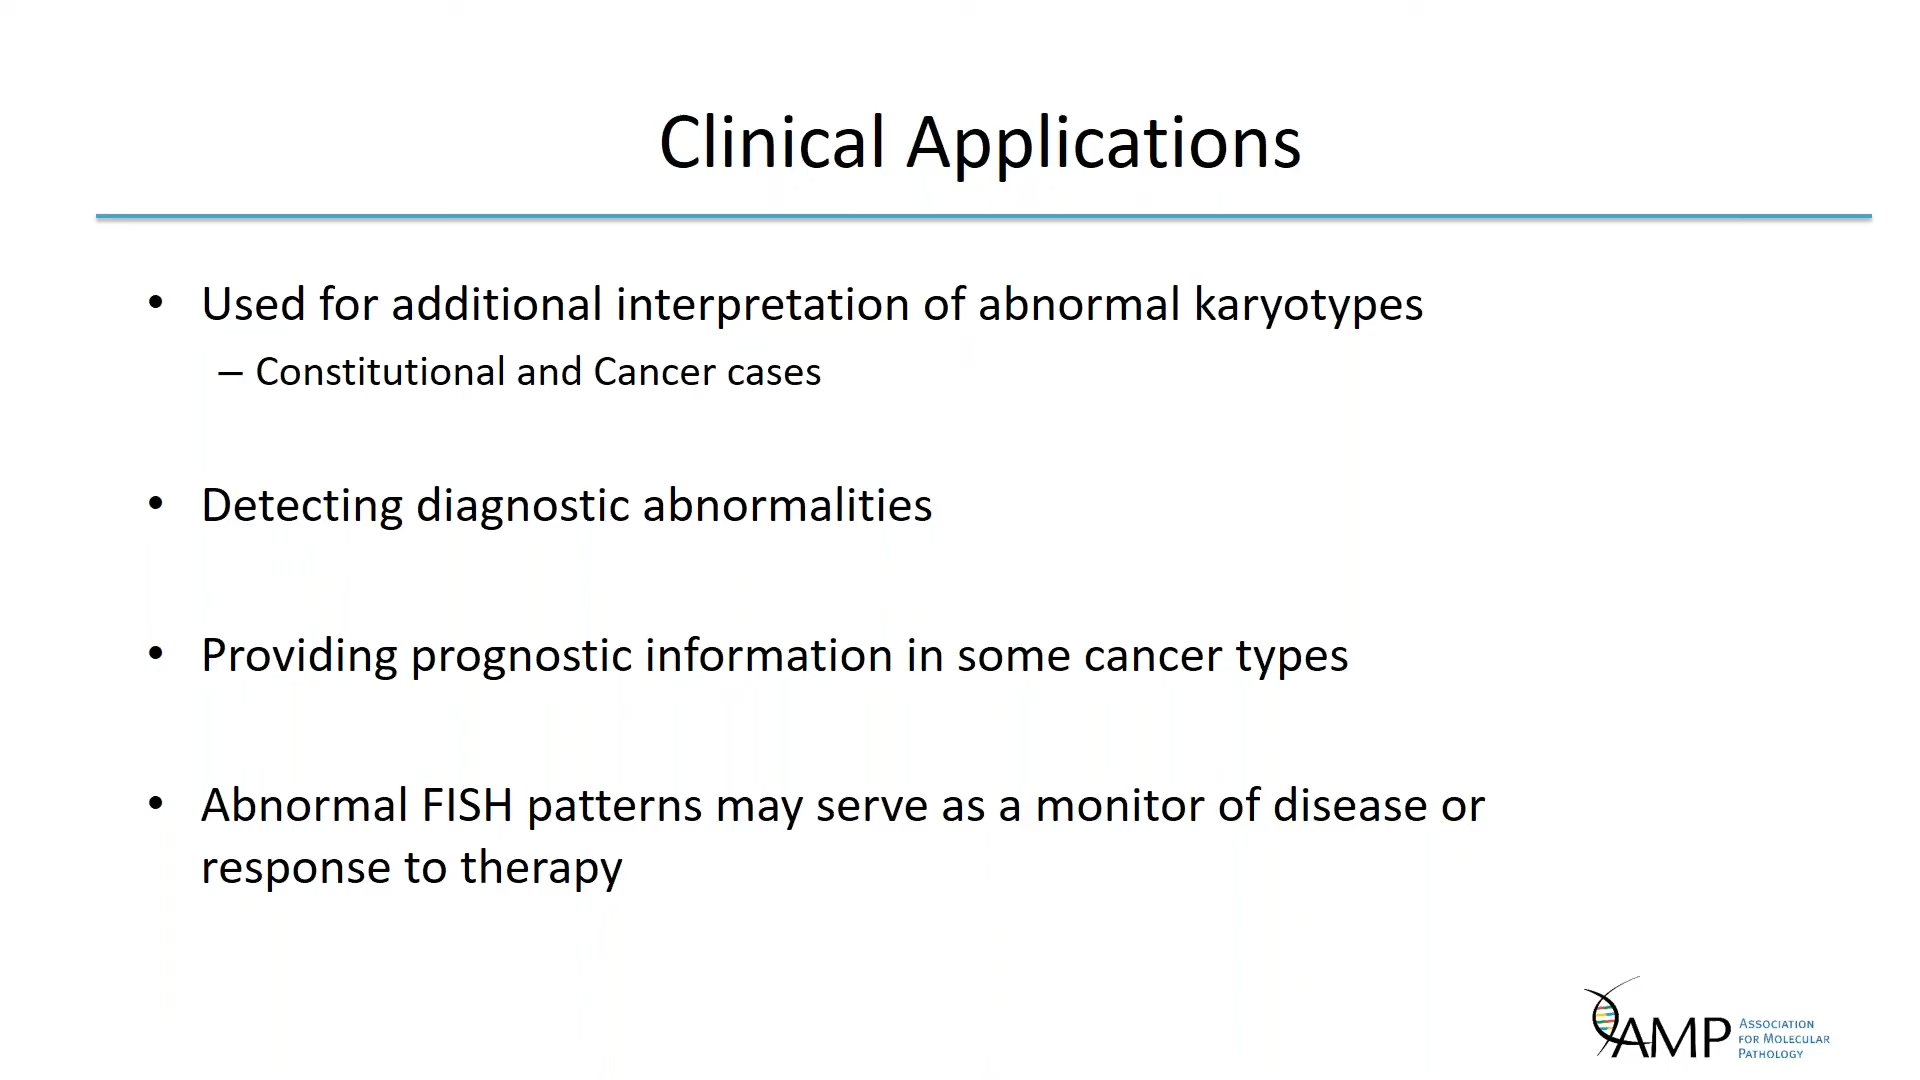 Clinical Applications
• Used for additional interpretation of abnormal karyotypes
– Constitutional and Cancer cases
• Detecting diagnostic abnormalities
• Providing prognostic information in some cancer types
• Abnormal FISH patterns may serve as a monitor of disease or
response to therapy
AMP
ASSOCIATION
FOR MOLECULAR
PATHOLOGY